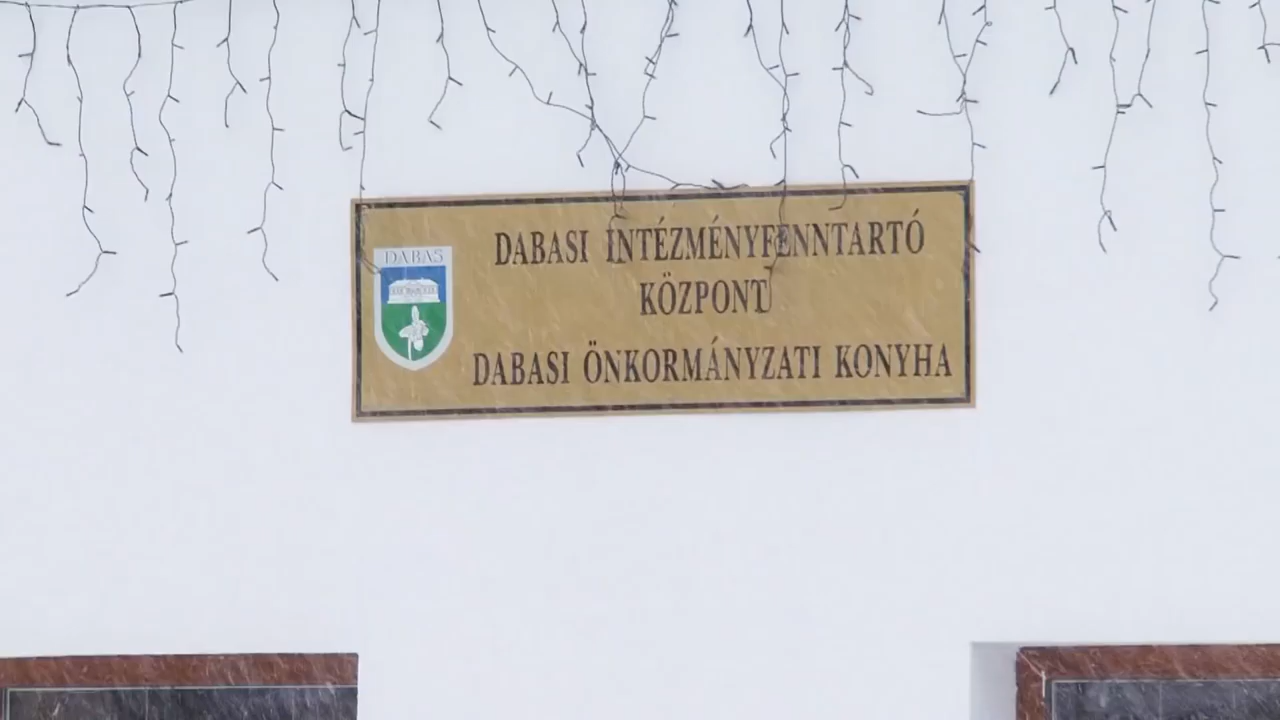 DABAS
DABASI INTÉZMÉNYFENNTARTÓ
KÖZPONT
DABASI ÖNKORMÁNYZATI KONYHA